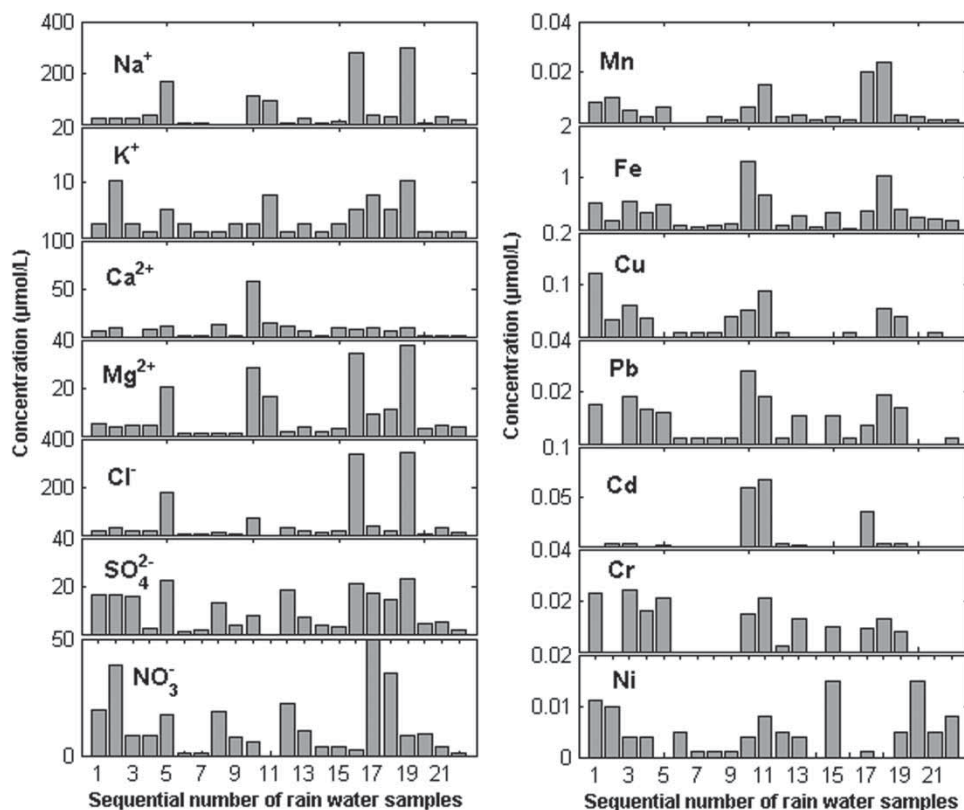 400
Na⁺
200
20
K⁺
10
100
Ca²⁺
50
40
Mg²⁺
20
400
Cl⁻
200
40
SO₄²⁻
20
50
NO₃⁻
0
1 3 5 7 9 11 13 15 17 19 21
Sequential number of rain water samples
Concentration (µmol/L)
0.04
Mn
0.02
2
Fe
1
0.2
Cu
0.1
0.04
Pb
0.02
0.1
Cd
0.05
0.04
Cr
0.02
0.02
Ni
0.01
0
1 3 5 7 9 11 13 15 17 19 21
Sequential number of rain water samples
Concentration (µmol/L)